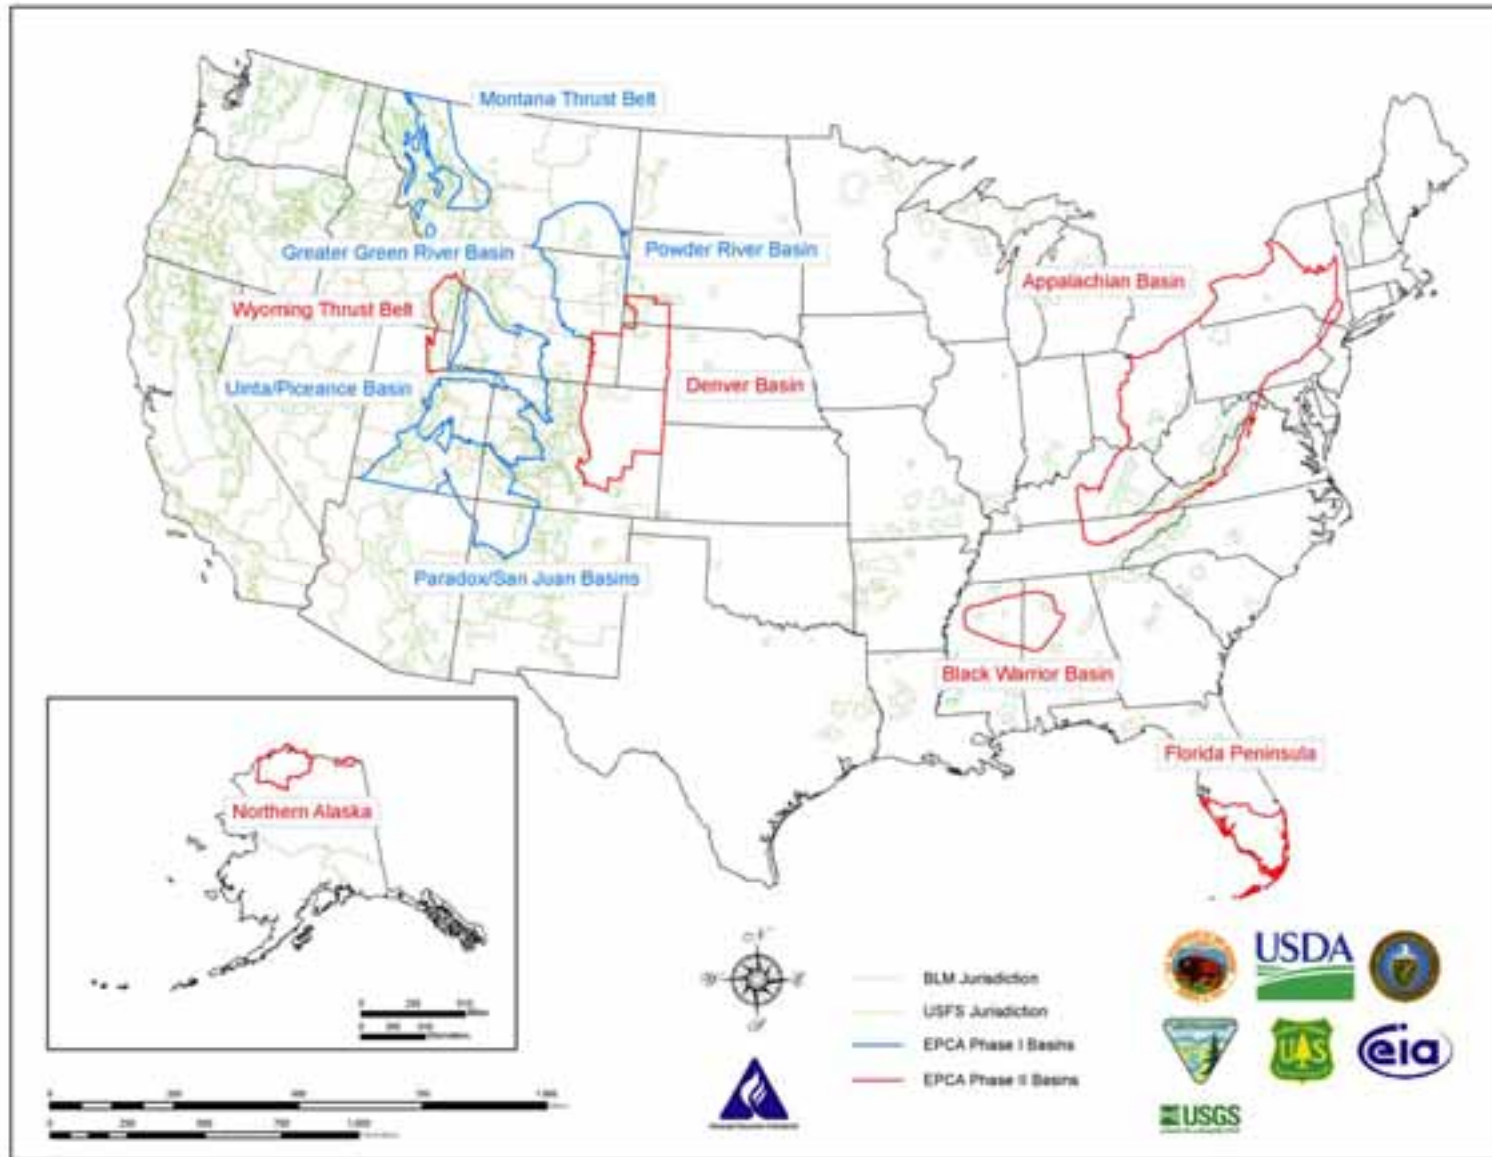 Montana Thrust Belt
Greater Green River Basin
Powder River Basin
Appalachian Basin
Wyoming Thrust Belt
Uinta/Piceance Basin
Denver Basin
Paradox/San Juan Basins
Black Warrior Basin
Florida Peninsula
Northern Alaska
N
W E
S
BLM Jurisdiction
USFS Jurisdiction
EPCA Phase I Basins
EPCA Phase II Basins
USDA
U S
eia
USGS